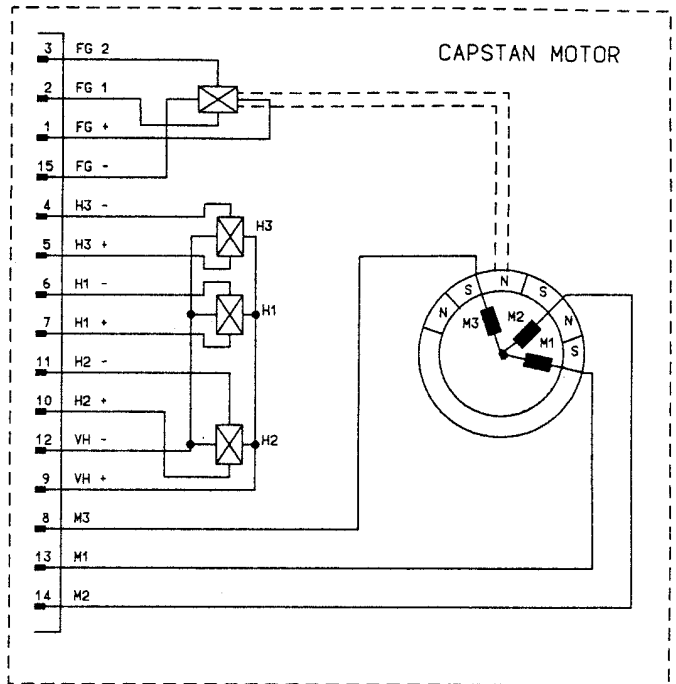 CAPSTAN MOTOR
3 FG 2
2 FG 1
1 FG +
15 FG -
4 H3 -
5 H3 +
6 H1 -
7 H1 +
11 H2 -
10 H2 +
12 VH -
9 VH +
8 M3
13 M1
14 M2
H3
H1
H2
N S N S N S
M3 M2 M1